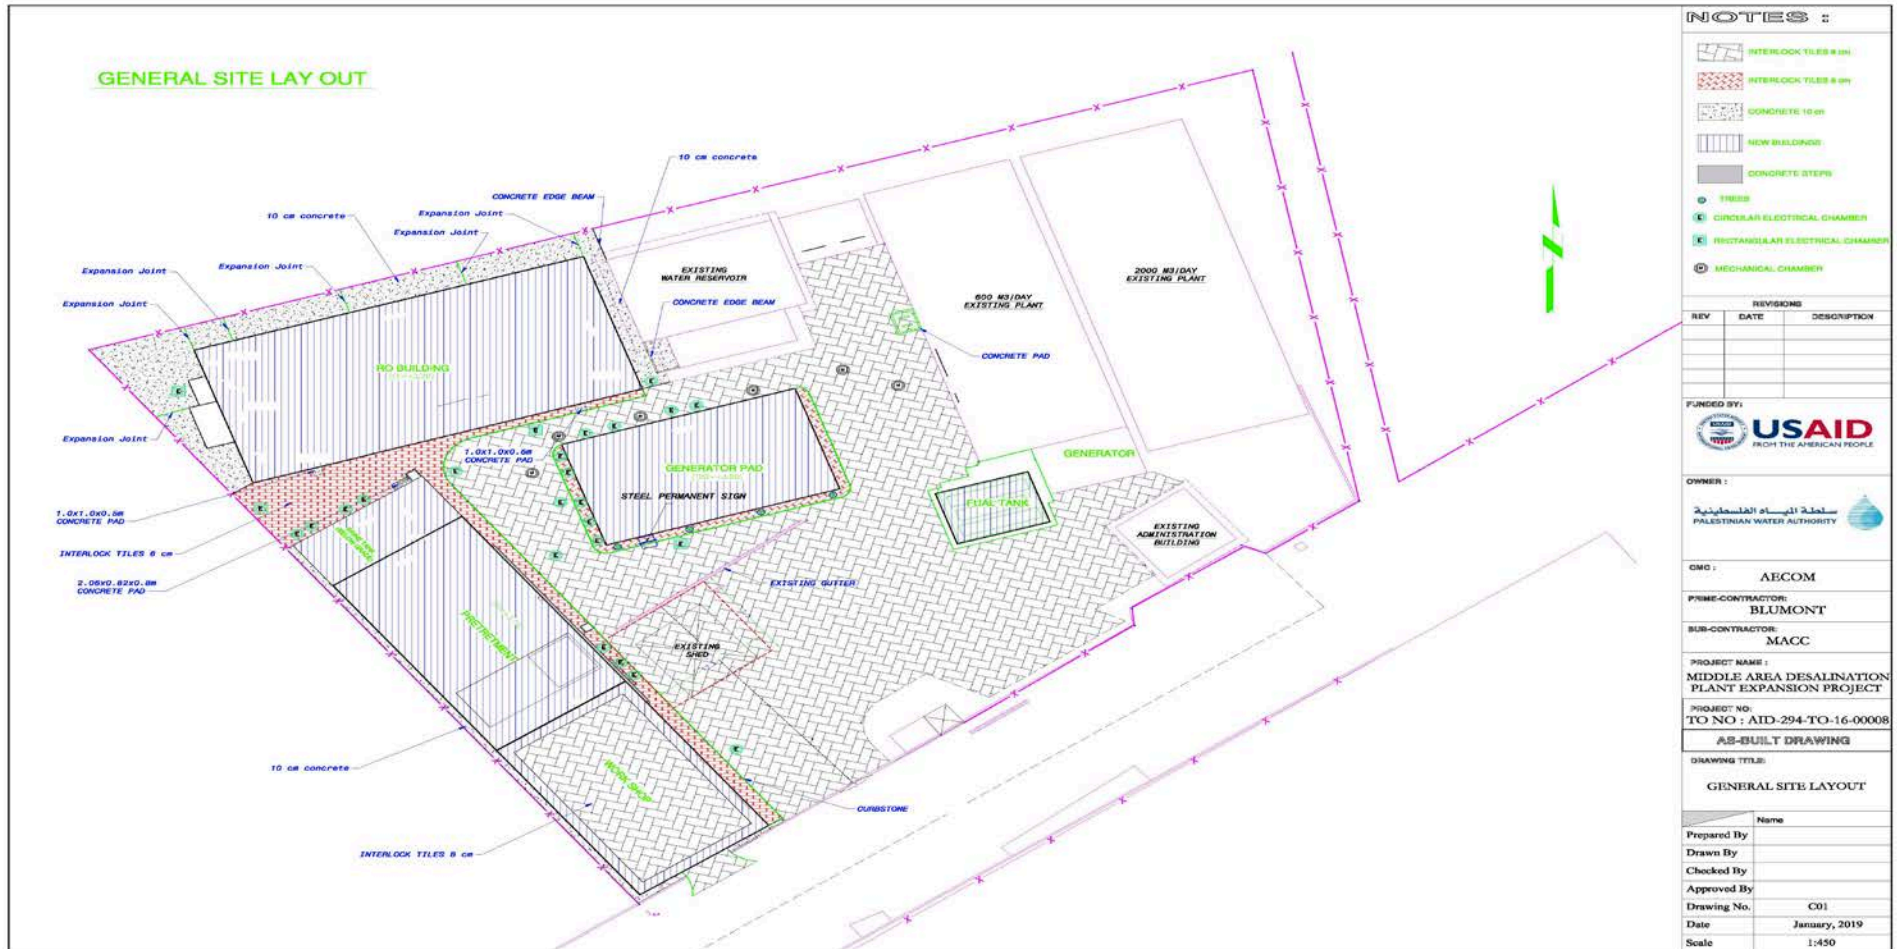 GENERAL SITE LAY OUT
10 cm concrete
CONCRETE EDGE BEAM
10 cm concrete
Expansion Joint
Expansion Joint
Expansion Joint
Expansion Joint
Expansion Joint
EXISTING
WATER RESERVOIR
CONCRETE EDGE BEAM
600 M3/DAY
EXISTING PLANT
2000 M3/DAY
EXISTING PLANT
CONCRETE PAD
RO BUILDING
Expansion Joint
1.0X1.0X0.6M
CONCRETE PAD
GENERATOR PAD
STEEL PERMANENT SIGN
GENERATOR
FUAL TANK
1.0X1.0X0.5M
CONCRETE PAD
EXISTING
ADMINISTRATION
BUILDING
INTERLOCK TILES 6 cm
2.06X0.82X0.8M
CONCRETE PAD
EXISTING GUTTER
PRETRETMENT
EXISTING
SHED
10 cm concrete
WORK SHOP
CURBSTONE
INTERLOCK TILES 8 cm
NOTES :
INTERLOCK TILES 8 cm
INTERLOCK TILES 6 cm
CONCRETE 10 cm
NEW BUILDINGS
CONCRETE STEPS
TREES
E CIRCULAR ELECTRICAL CHAMBER
E RECTANGULAR ELECTRICAL CHAMBER
M MECHANICAL CHAMBER
REVISIONS
REV DATE DESCRIPTION
FUNDED BY:
USAID
FROM THE AMERICAN PEOPLE
OWNER :
سلطة المياه الفلسطينية
PALESTINIAN WATER AUTHORITY
CMC :
AECOM
PRIME-CONTRACTOR:
BLUMONT
SUB-CONTRACTOR:
MACC
PROJECT NAME :
MIDDLE AREA DESALINATION
PLANT EXPANSION PROJECT
PROJECT NO:
TO NO : AID-294-TO-16-00008
AS-BUILT DRAWING
DRAWING TITLE:
GENERAL SITE LAYOUT
Name
Prepared By
Drawn By
Checked By
Approved By
Drawing No. C01
Date January, 2019
Scale 1:450